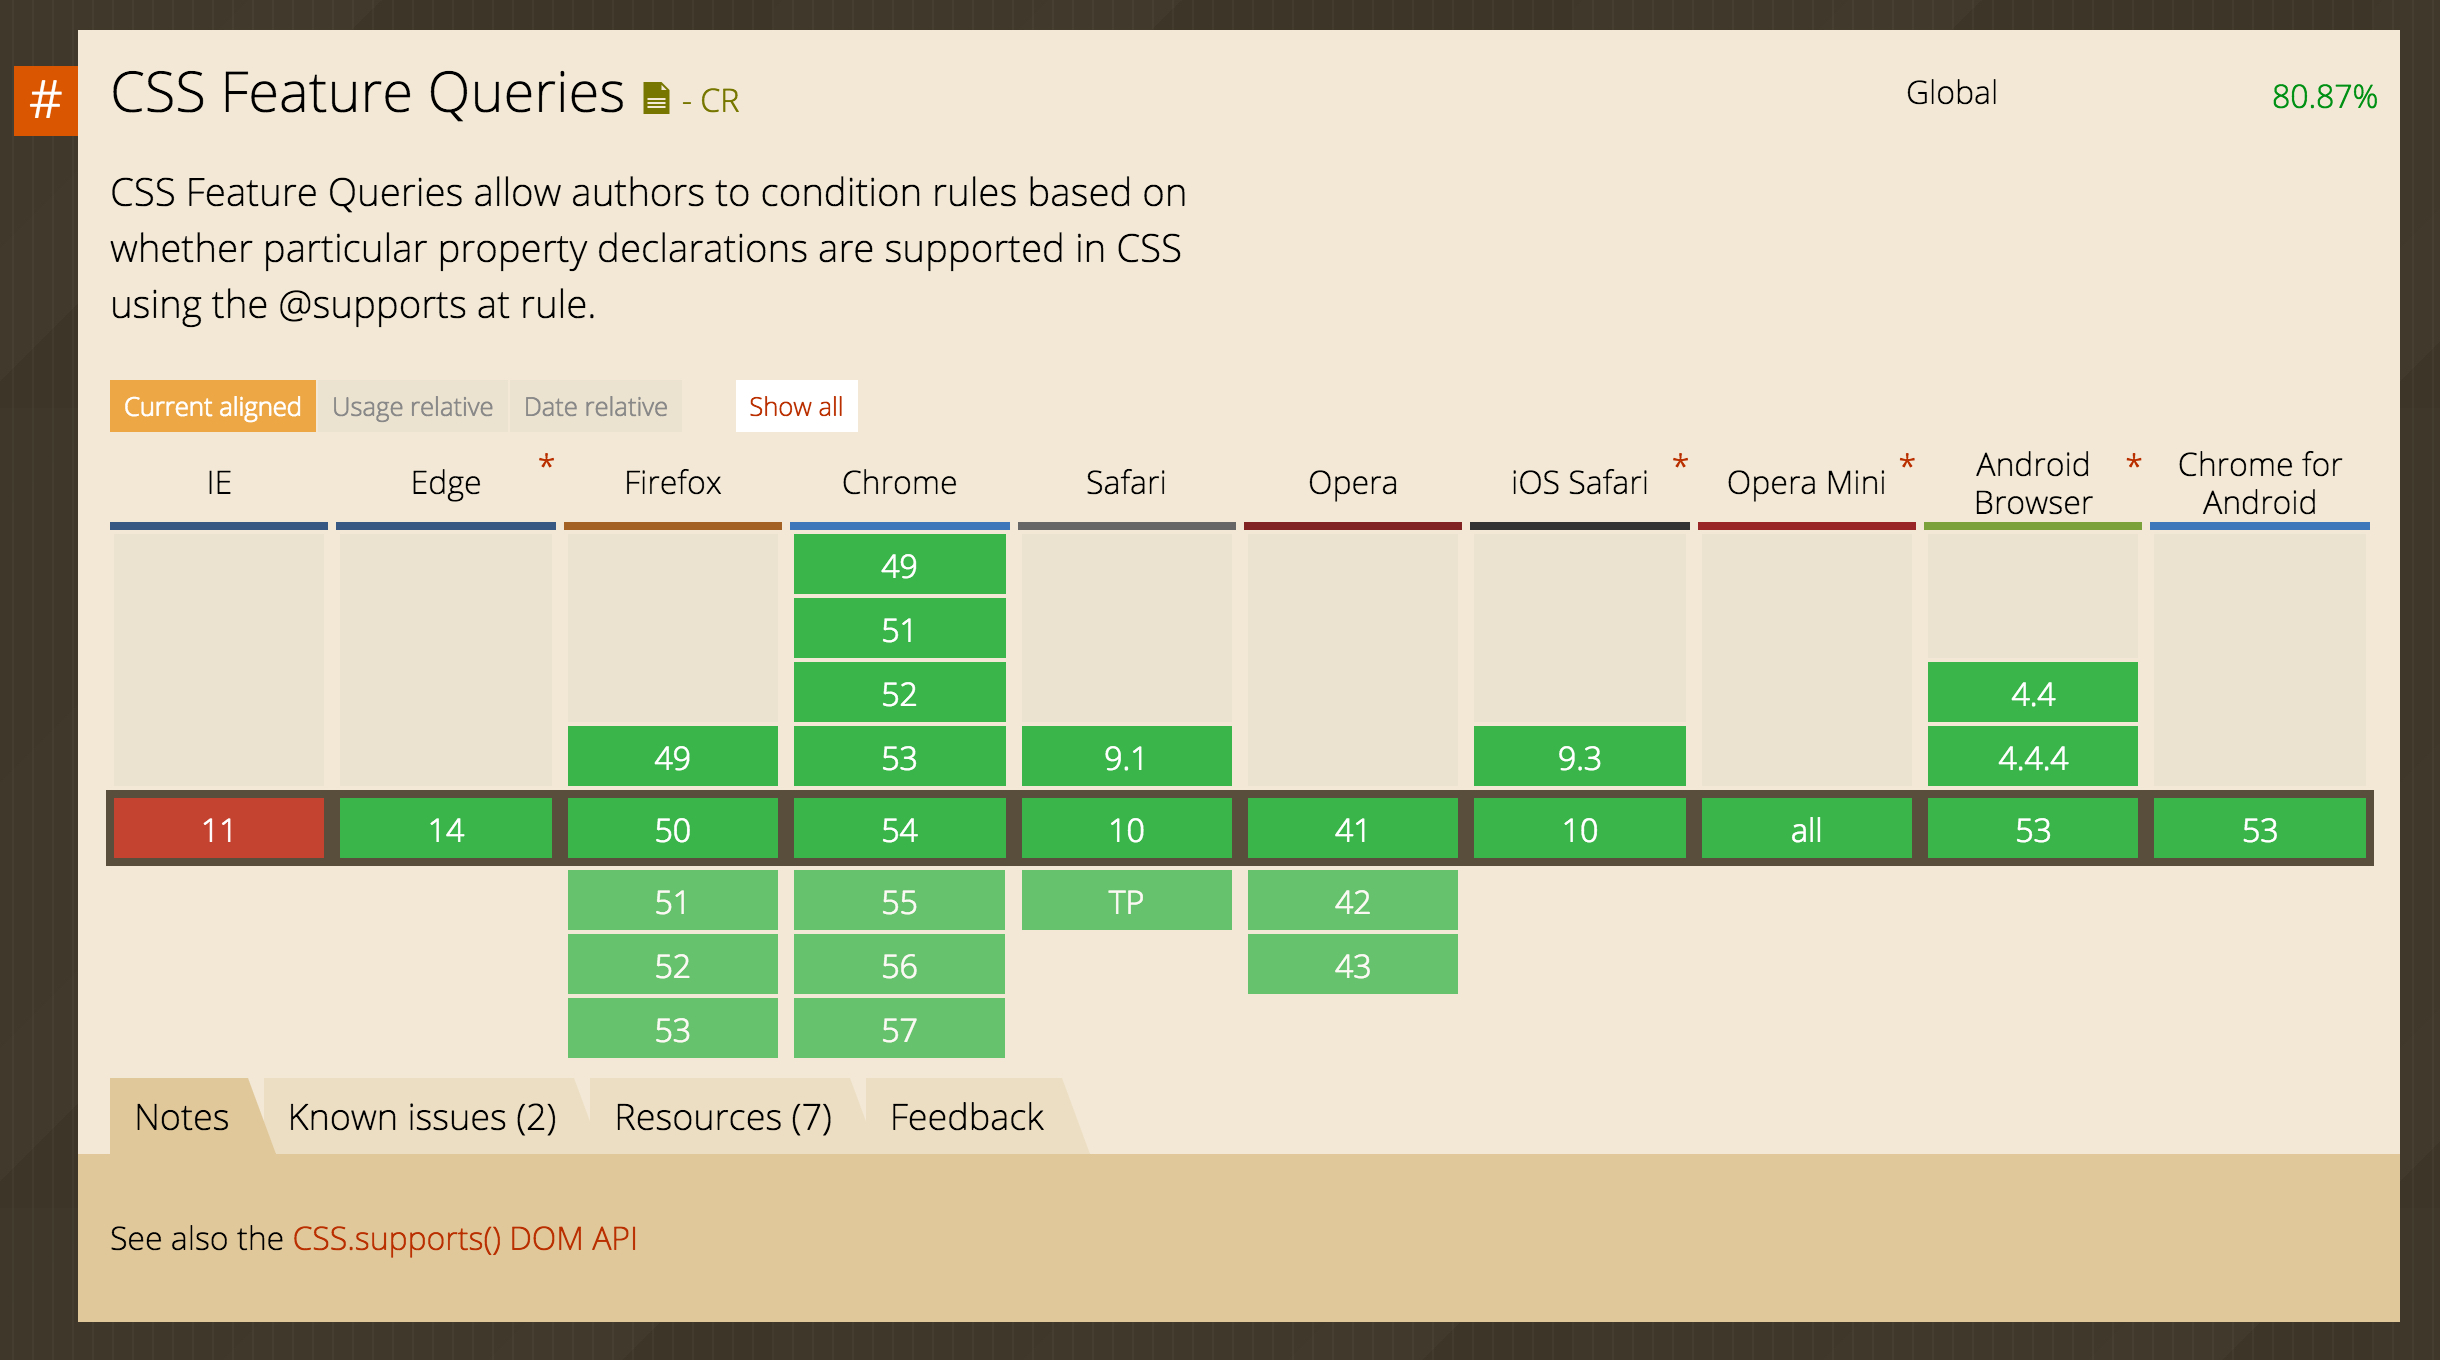 #
CSS Feature Queries - CR
Global 80.87%
CSS Feature Queries allow authors to condition rules based on
whether particular property declarations are supported in CSS
using the @supports at rule.
Current aligned Usage relative Date relative Show all
IE Edge * Firefox Chrome Safari Opera iOS Safari * Opera Mini * Android Browser * Chrome for Android
49
51
52 4.4
49 53 9.1 9.3 4.4.4
11 14 50 54 10 41 10 all 53 53
51 55 TP 42
52 56 43
53 57
Notes Known issues (2) Resources (7) Feedback
See also the CSS.supports() DOM API